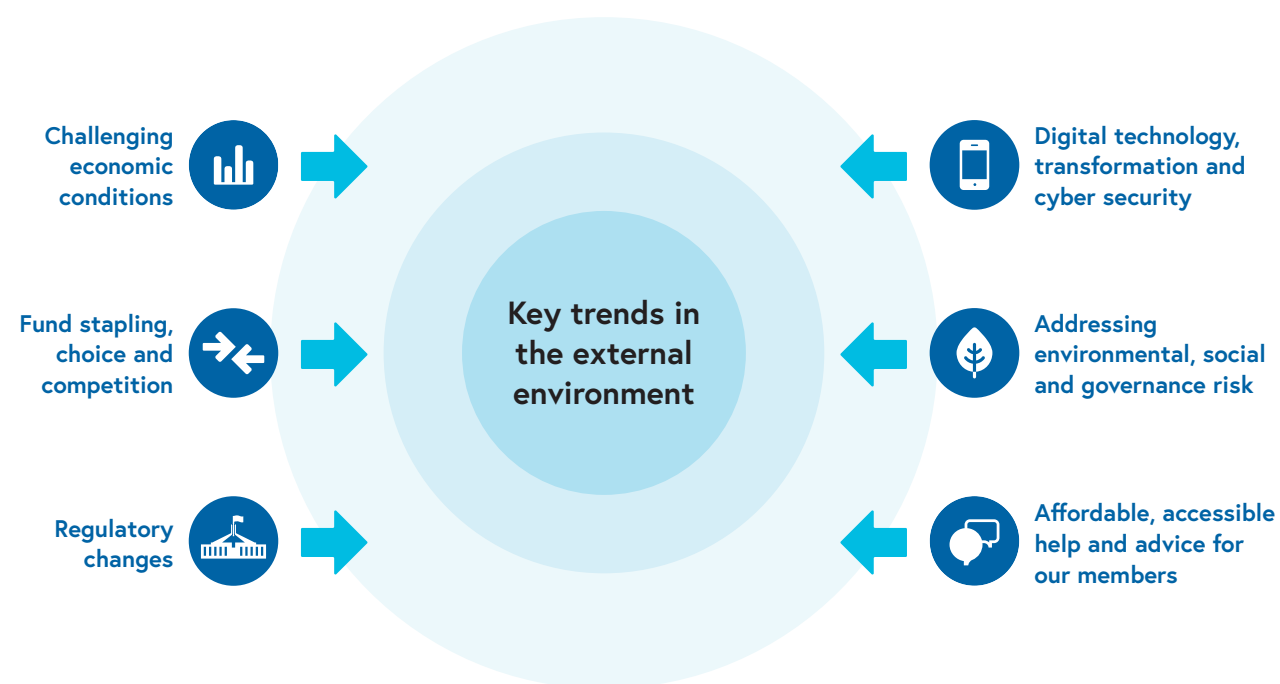 Challenging
economic
conditions
Fund stapling,
choice and
competition
Regulatory
changes
Key trends in
the external
environment
Digital technology,
transformation and
cyber security
Addressing
environmental, social
and governance risk
Affordable, accessible
help and advice for
our members